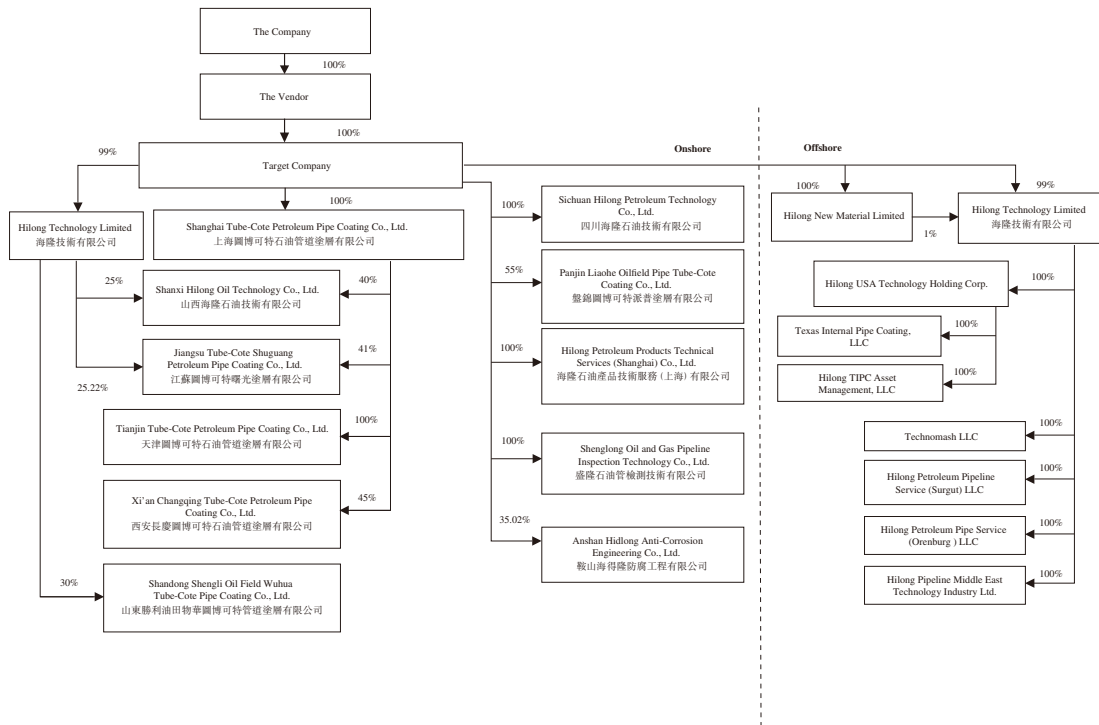 The Company
100%
The Vendor
100%
99%
Target Company
Onshore
Offshore
100%
100%
99%
Hilong Technology Limited
海隆技術有限公司
Shanghai Tube-Cote Petroleum Pipe Coating Co., Ltd.
上海圖博可特石油管道塗層有限公司
100%
Sichuan Hilong Petroleum Technology
Co., Ltd.
四川海隆石油技術有限公司
Hilong New Material Limited
1%
Hilong Technology Limited
海隆技術有限公司
25%
Shanxi Hilong Oil Technology Co., Ltd.
山西海隆石油技術有限公司
40%
55%
Panjin Liaohe Oilfield Pipe Tube-Cote
Coating Co., Ltd.
盤錦圖博可特派普塗層有限公司
Hilong USA Technology Holding Corp.
100%
Texas Internal Pipe Coating,
LLC
100%
25.22%
Jiangsu Tube-Cote Shuguang
Petroleum Pipe Coating Co., Ltd.
江蘇圖博可特曙光塗層有限公司
41%
100%
Hilong Petroleum Products Technical
Services (Shanghai) Co., Ltd.
海隆石油產品技術服務 (上海) 有限公司
Hilong TIPC Asset
Management, LLC
100%
Tianjin Tube-Cote Petroleum Pipe Coating Co., Ltd.
天津圖博可特石油管道塗層有限公司
100%
100%
Shenglong Oil and Gas Pipeline
Inspection Technology Co., Ltd.
盛隆石油管檢測技術有限公司
Technomash LLC
100%
Xi'an Changqing Tube-Cote Petroleum Pipe
Coating Co., Ltd.
西安長慶圖博可特石油管道塗層有限公司
45%
Hilong Petroleum Pipeline
Service (Surgut) LLC
100%
35.02%
Anshan Hidlong Anti-Corrosion
Engineering Co., Ltd.
鞍山海得隆防腐工程有限公司
Hilong Petroleum Pipe Service
(Orenburg ) LLC
100%
30%
Shandong Shengli Oil Field Wuhua
Tube-Cote Pipe Coating Co., Ltd.
山東勝利油田物華圖博可特管道塗層有限公司
Hilong Pipeline Middle East
Technology Industry Ltd.
100%